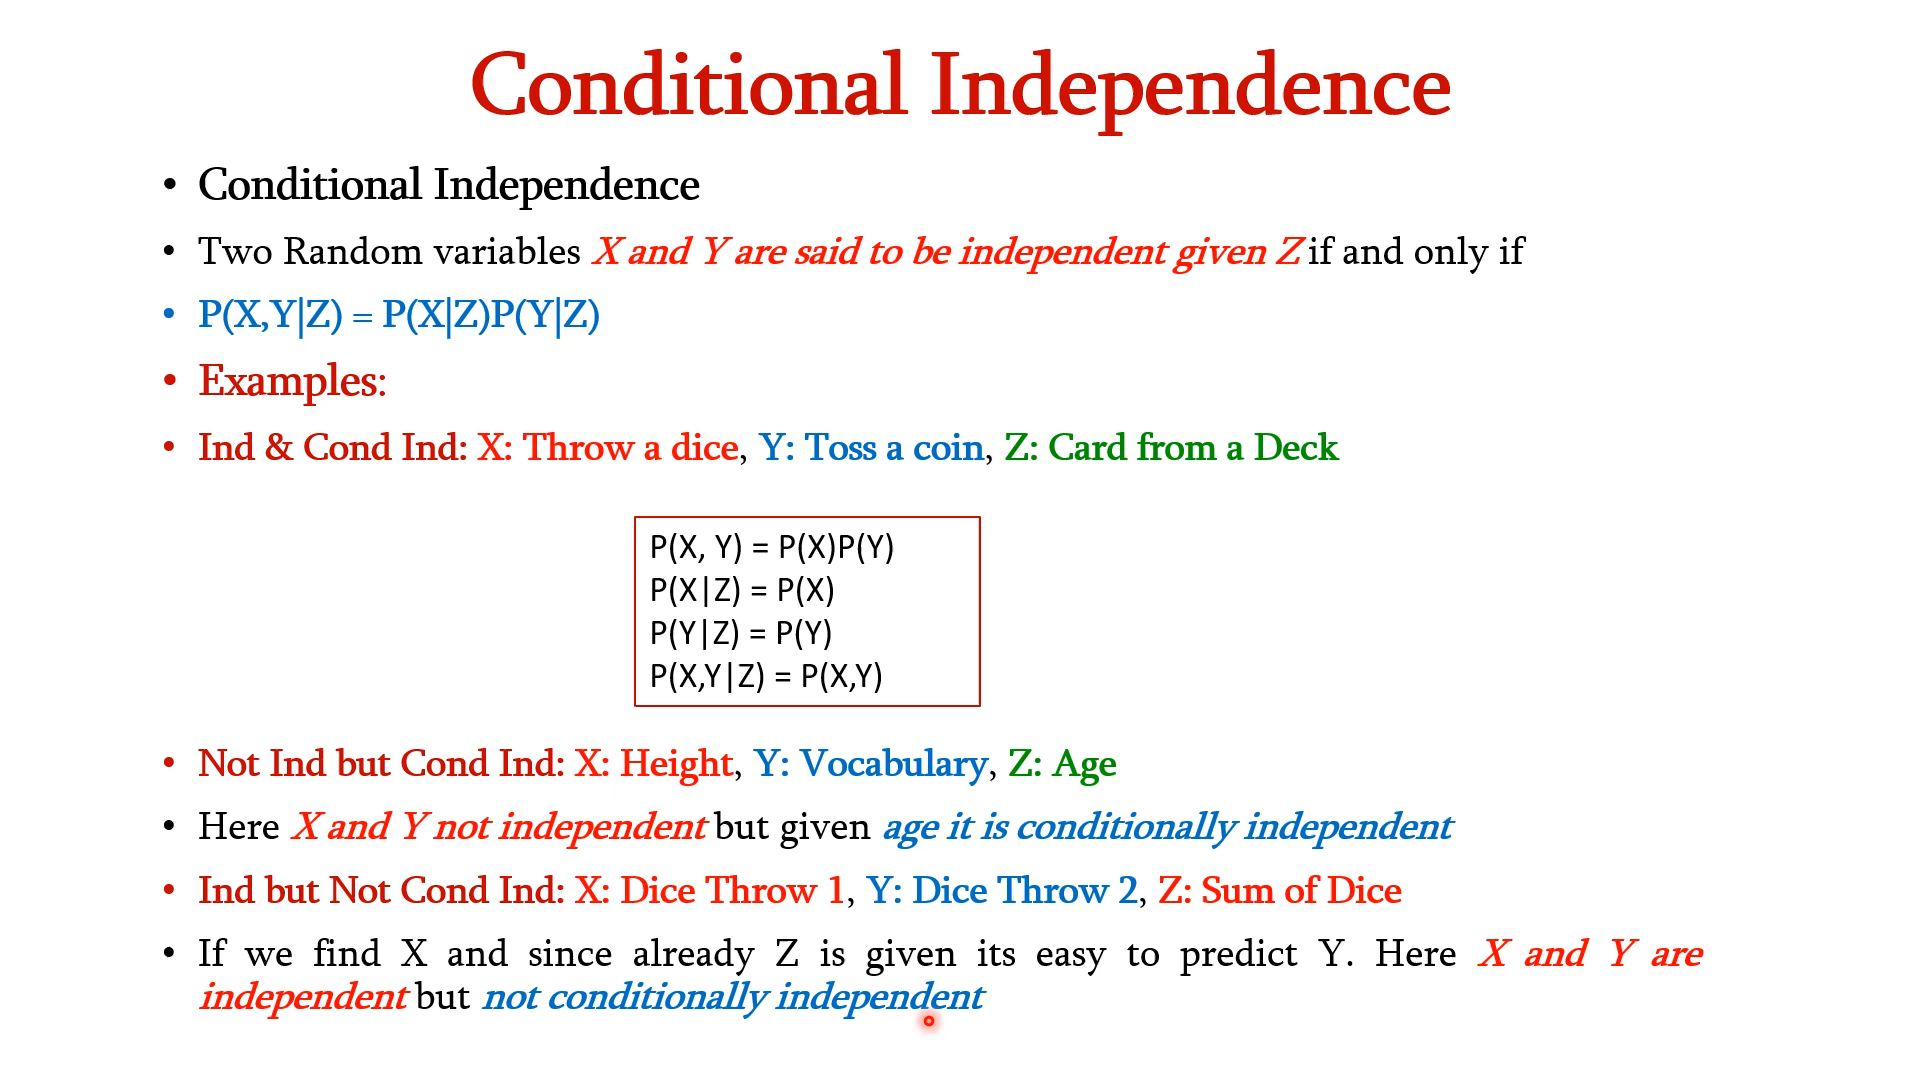 Conditional Independence
• Conditional Independence
• Two Random variables X and Y are said to be independent given Z if and only if
• P(X,Y|Z) = P(X|Z)P(Y|Z)
• Examples:
• Ind & Cond Ind: X: Throw a dice, Y: Toss a coin, Z: Card from a Deck
P(X, Y) = P(X)P(Y)
P(X|Z) = P(X)
P(Y|Z) = P(Y)
P(X,Y|Z) = P(X,Y)
• Not Ind but Cond Ind: X: Height, Y: Vocabulary, Z: Age
• Here X and Y not independent but given age it is conditionally independent
• Ind but Not Cond Ind: X: Dice Throw 1, Y: Dice Throw 2, Z: Sum of Dice
• If we find X and since already Z is given its easy to predict Y. Here X and Y are
independent but not conditionally independent